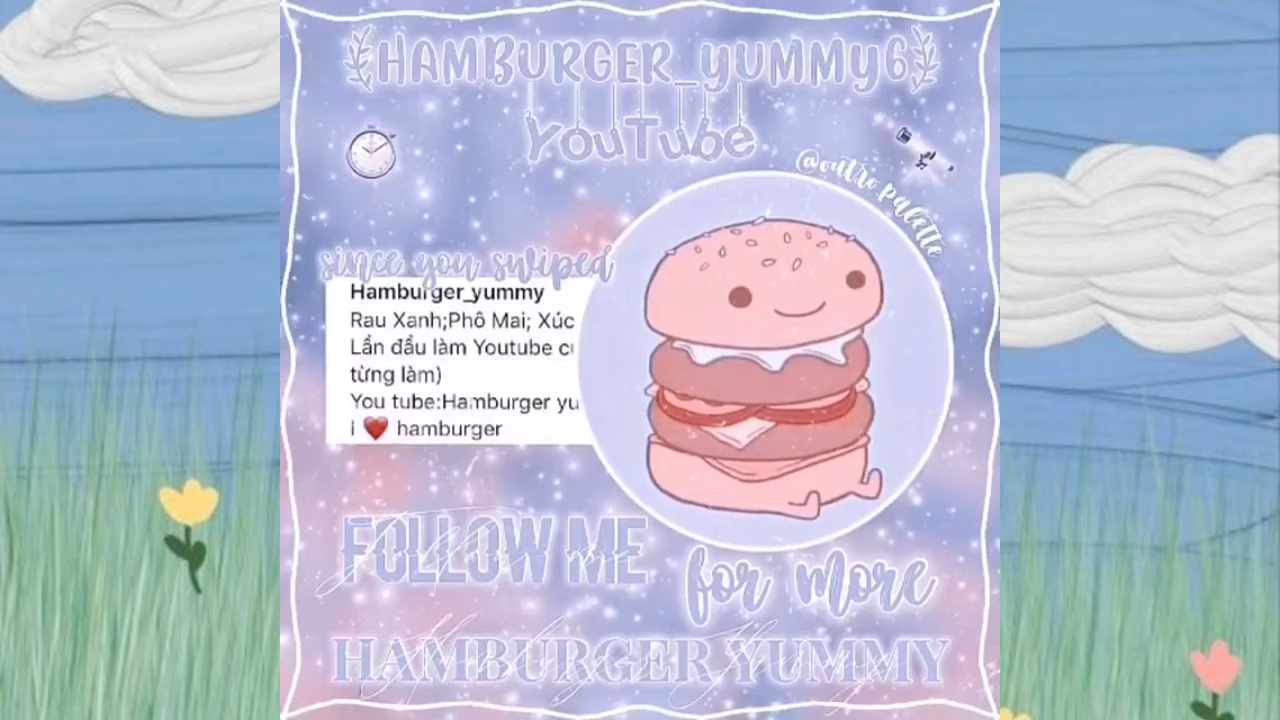 HAMBURGER_yUMMy6
YouTube
@outro.palette
since you swiped
Hamburger_yummy
Rau Xanh;Phô Mai; Xúc
Lần đầu làm Youtube
từng làm)
You tube:Hamburger yu
i ❤️ hamburger
FOLLOW ME
for more
HAMBURGER YUMMY